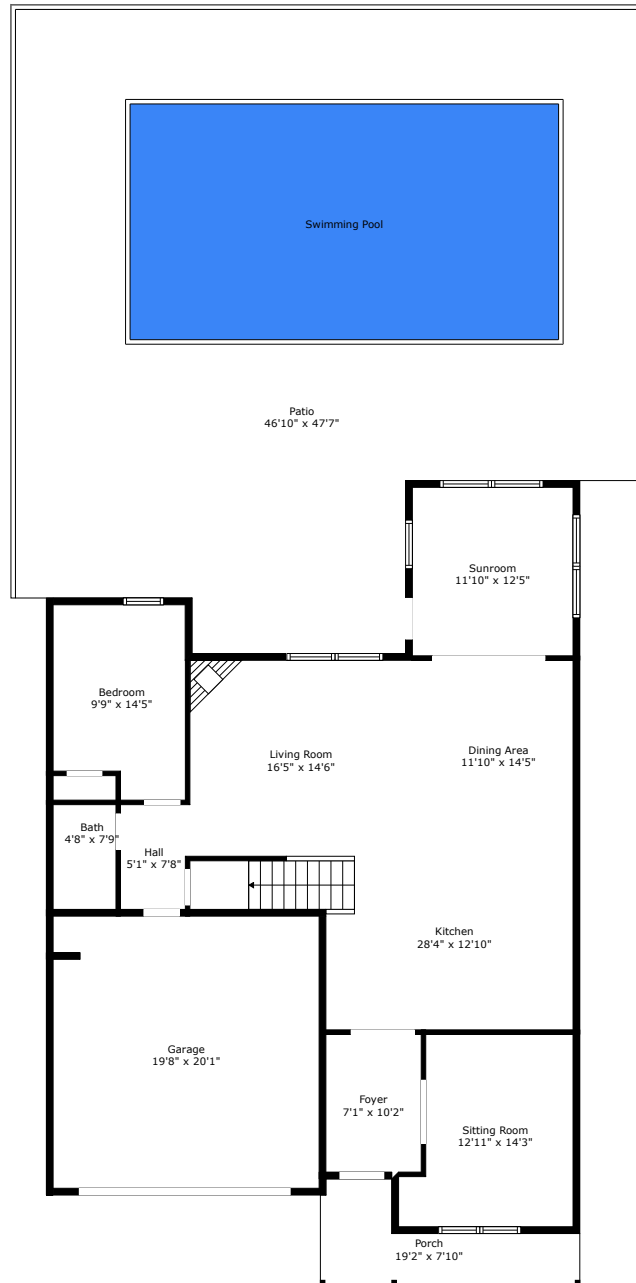 Swimming Pool
Patio
46'10" x 47'7"
Sunroom
11'10" x 12'5"
Bedroom
9'9" x 14'5"
Living Room
16'5" x 14'6"
Dining Area
11'10" x 14'5"
Bath
4'8" x 7'9"
Hall
5'1" x 7'8"
Kitchen
28'4" x 12'10"
Garage
19'8" x 20'1"
Foyer
7'1" x 10'2"
Sitting Room
12'11" x 14'3"
Porch
19'2" x 7'10"